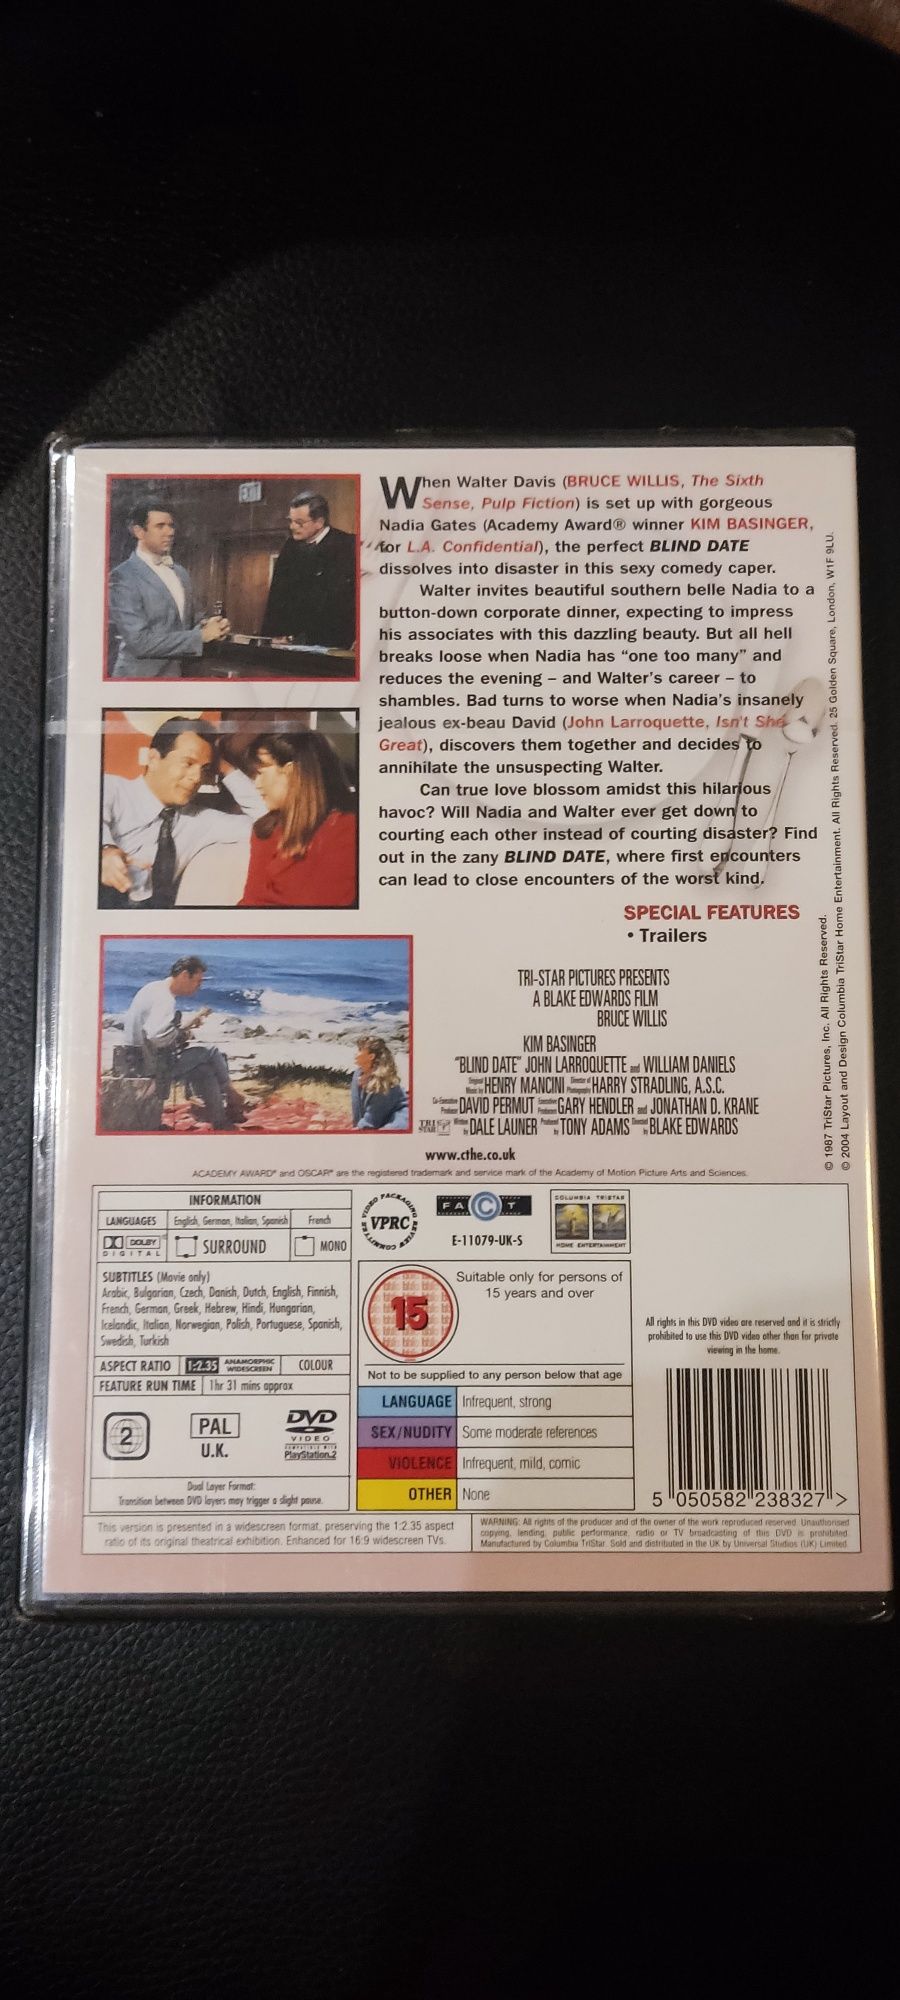 When Walter Davis (BRUCE WILLIS, The Sixth
Sense, Pulp Fiction) is set up with gorgeous
Nadia Gates (Academy Award® winner KIM BASINGER,
for L.A. Confidential), the perfect BLIND DATE
dissolves into disaster in this sexy comedy caper.
Walter invites beautiful southern belle Nadia to a
button-down corporate dinner, expecting to impress
his associates with this dazzling beauty. But all hell
breaks loose when Nadia has “one too many” and
reduces the evening – and Walter's career – to
shambles. Bad turns to worse when Nadia's insanely
jealous ex-beau David (John Larroquette, Isn't She
Great), discovers them together and decides to
annihilate the unsuspecting Walter.
Can true love blossom amidst this hilarious
havoc? Will Nadia and Walter ever get down to
courting each other instead of courting disaster? Find
out in the zany BLIND DATE, where first encounters
can lead to close encounters of the worst kind.
SPECIAL FEATURES
• Trailers
TRI-STAR PICTURES PRESENTS
A BLAKE EDWARDS FILM
BRUCE WILLIS
KIM BASINGER
"BLIND DATE" JOHN LARROQUETTE and WILLIAM DANIELS
HENRY MANCINI HARRY STRADLING, A.S.C.
DAVID PERMUT GARY HENDLER and JONATHAN D. KRANE
TRI STAR DALE LAUNER TONY ADAMS BLAKE EDWARDS
www.cthe.co.uk
ACADEMY AWARD® and OSCAR® are the registered trademark and service mark of the Academy of Motion Picture Arts and Sciences.
© 1987 TriStar Pictures, Inc. All Rights Reserved.
© 2004 Layout and Design Columbia TriStar Home Entertainment. All Rights Reserved. 25 Golden Square, London, W1F 9LU.
INFORMATION
LANGUAGES English, German, Italian, Spanish French
DOLBY DIGITAL SURROUND MONO
SUBTITLES (Movie only)
Arabic, Bulgarian, Czech, Danish, Dutch, English, Finnish,
French, German, Greek, Hebrew, Hindi, Hungarian,
Icelandic, Italian, Norwegian, Polish, Portuguese, Spanish,
Swedish, Turkish
ASPECT RATIO 1:2.35 ANAMORPHIC WIDESCREEN COLOUR
FEATURE RUN TIME 1hr 31 mins approx
2
PAL
U.K.
DVD
VIDEO
COMPATIBLE WITH
PlayStation.2
Dual Layer Format:
Transition between DVD layers may trigger a slight pause.
This version is presented in a widescreen format, preserving the 1:2.35 aspect
ratio of its original theatrical exhibition. Enhanced for 16:9 widescreen TVs.
VIDEO PACKAGING REVIEW COMMITTEE
VPRC
FACT
E-11079-UK-S
COLUMBIA TRISTAR
HOME ENTERTAINMENT
15
Suitable only for persons of
15 years and over
Not to be supplied to any person below that age
LANGUAGE Infrequent, strong
SEX/NUDITY Some moderate references
VIOLENCE Infrequent, mild, comic
OTHER None
All rights in this DVD video are reserved and it is strictly
prohibited to use this DVD video other than for private
viewing in the home.
5 050582 238327 >
WARNING: All rights of the producer and of the owner of the work reproduced reserved. Unauthorised
copying, lending, public performance, radio or TV broadcasting of this DVD is prohibited.
Manufactured by Columbia TriStar. Sold and distributed in the UK by Universal Studios (UK) Limited.